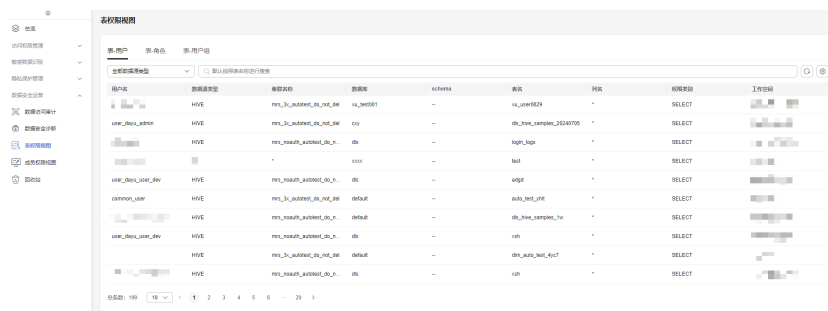 表权限视图
总览
访问权限管理
敏感数据识别
隐私保护管理
数据安全运营
数据访问审计
数据安全诊断
表权限视图
成员权限视图
回收站
表-用户 表-角色 表-用户组
全部数据源类型 默认按照表名称进行搜索
用户名 数据源类型 集群名称 数据库 schema 表名 列名 权限类别 工作空间
HIVE mrs_3x_autotest_do_not_del xu_test001 -- xu_user0829 * SELECT
user_dayu_admin HIVE mrs_3x_autotest_do_not_del cxy -- dls_hive_samples_20240705 * SELECT
HIVE mrs_noauth_autotest_do_n... dls -- login_logs * SELECT
* xxxx -- test * SELECT
user_dayu_user_dev HIVE mrs_noauth_autotest_do_n... dls -- adgd * SELECT
common_user HIVE mrs_3x_autotest_do_not_del default -- auto_test_yhlt * SELECT
HIVE mrs_noauth_autotest_do_n... default -- dls_hive_samples_1w * SELECT
user_dayu_user_dev HIVE mrs_noauth_autotest_do_n... dls -- xsh * SELECT
HIVE mrs_3x_autotest_do_not_del default -- dim_auto_test_4yc7 * SELECT
HIVE mrs_noauth_autotest_do_n... dls -- xsh * SELECT
总条数: 199 10 < 1 2 3 4 5 6 ... 20 >